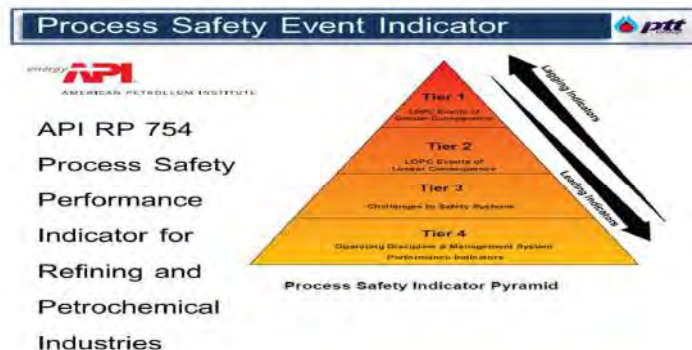 Process Safety Event Indicator
ptt
energy API
AMERICAN PETROLEUM INSTITUTE
API RP 754
Process Safety
Performance
Indicator for
Refining and
Petrochemical
Industries
Tier 1
LOPC Events of
Greater Consequence
Tier 2
LOPC Events of
Lesser Consequence
Tier 3
Challenges to Safety Systems
Tier 4
Operating Discipline & Management System
Performance Indicators
Lagging Indicators
Leading Indicators
Process Safety Indicator Pyramid